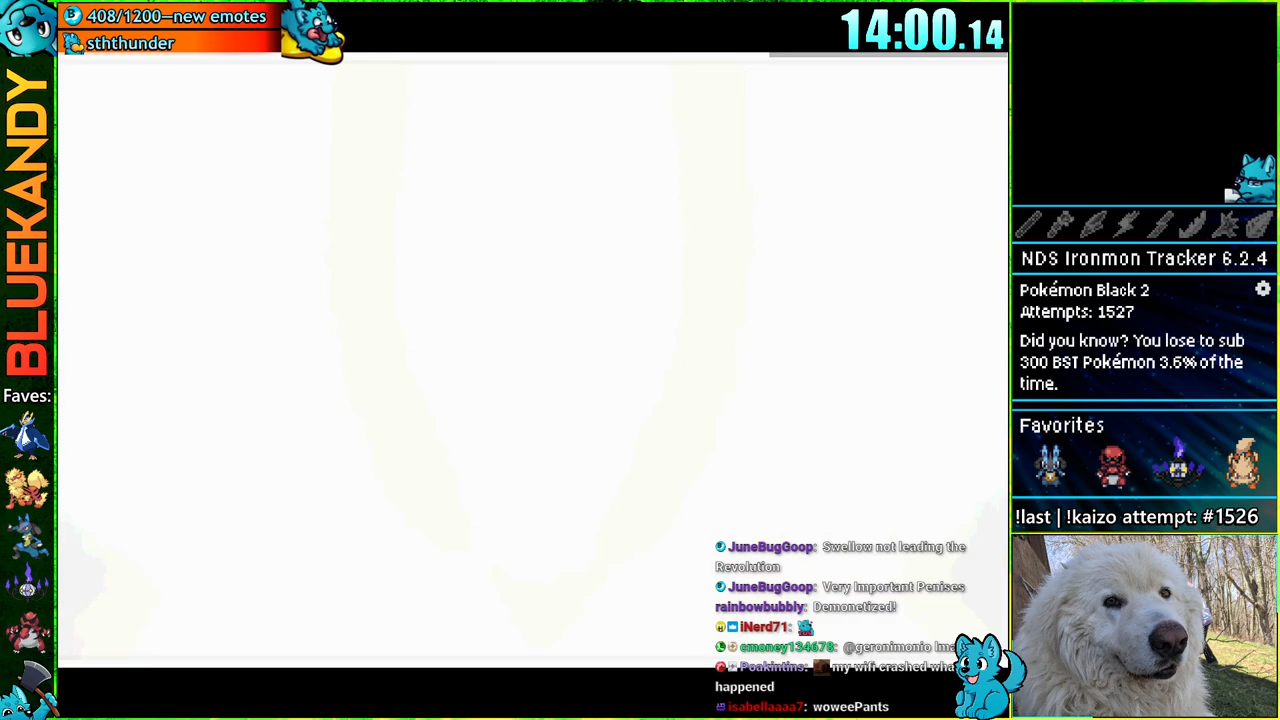 408/1200—new emotes
sththunder
14:00.14
BLUEKANDY
Faves:
NDS Ironmon Tracker 6.2.4
Pokémon Black 2
Attempts: 1527
Did you know? You lose to sub
300 BST Pokémon 3.6% of the
time.
Favorites
!last | !kaizo attempt: #1526
JuneBugGoop: Swellow not leading the
Revolution
JuneBugGoop: Very Important Penises
rainbowbubbly: Demonetized!
iNerd71:
cmoney134678: @geronimonio
Poakintins: my wifi crashed
happened
isabellaaaa7: woweePants